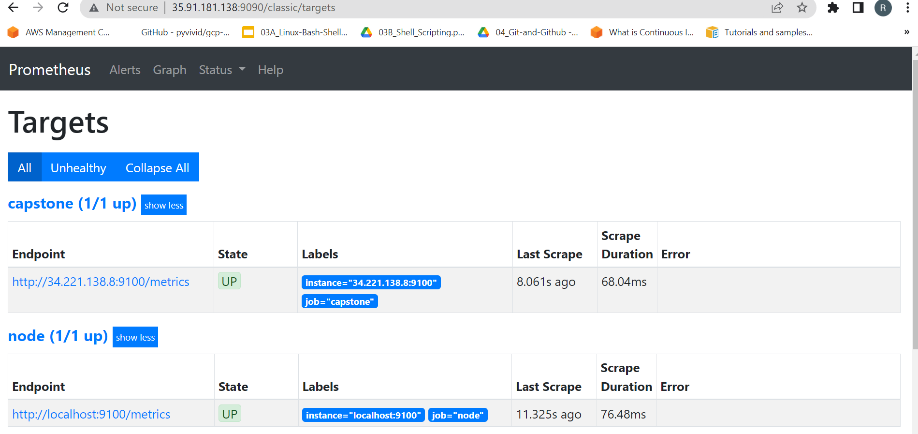 Not secure | 35.91.181.138:9090/classic/targets
R
AWS Management C... GitHub - pyvivid/gcp-... 03A_Linux-Bash-Shell... 03B_Shell_Scripting.p... 04_Git-and-Github -... What is Continuous I... Tutorials and samples... »
Prometheus Alerts Graph Status Help
Targets
All Unhealthy Collapse All
capstone (1/1 up) show less
Scrape
Endpoint State Labels Last Scrape Duration Error
http://34.221.138.8:9100/metrics UP instance="34.221.138.8:9100" 8.061s ago 68.04ms
job="capstone"
node (1/1 up) show less
Scrape
Endpoint State Labels Last Scrape Duration Error
http://localhost:9100/metrics UP instance="localhost:9100" job="node" 11.325s ago 76.48ms